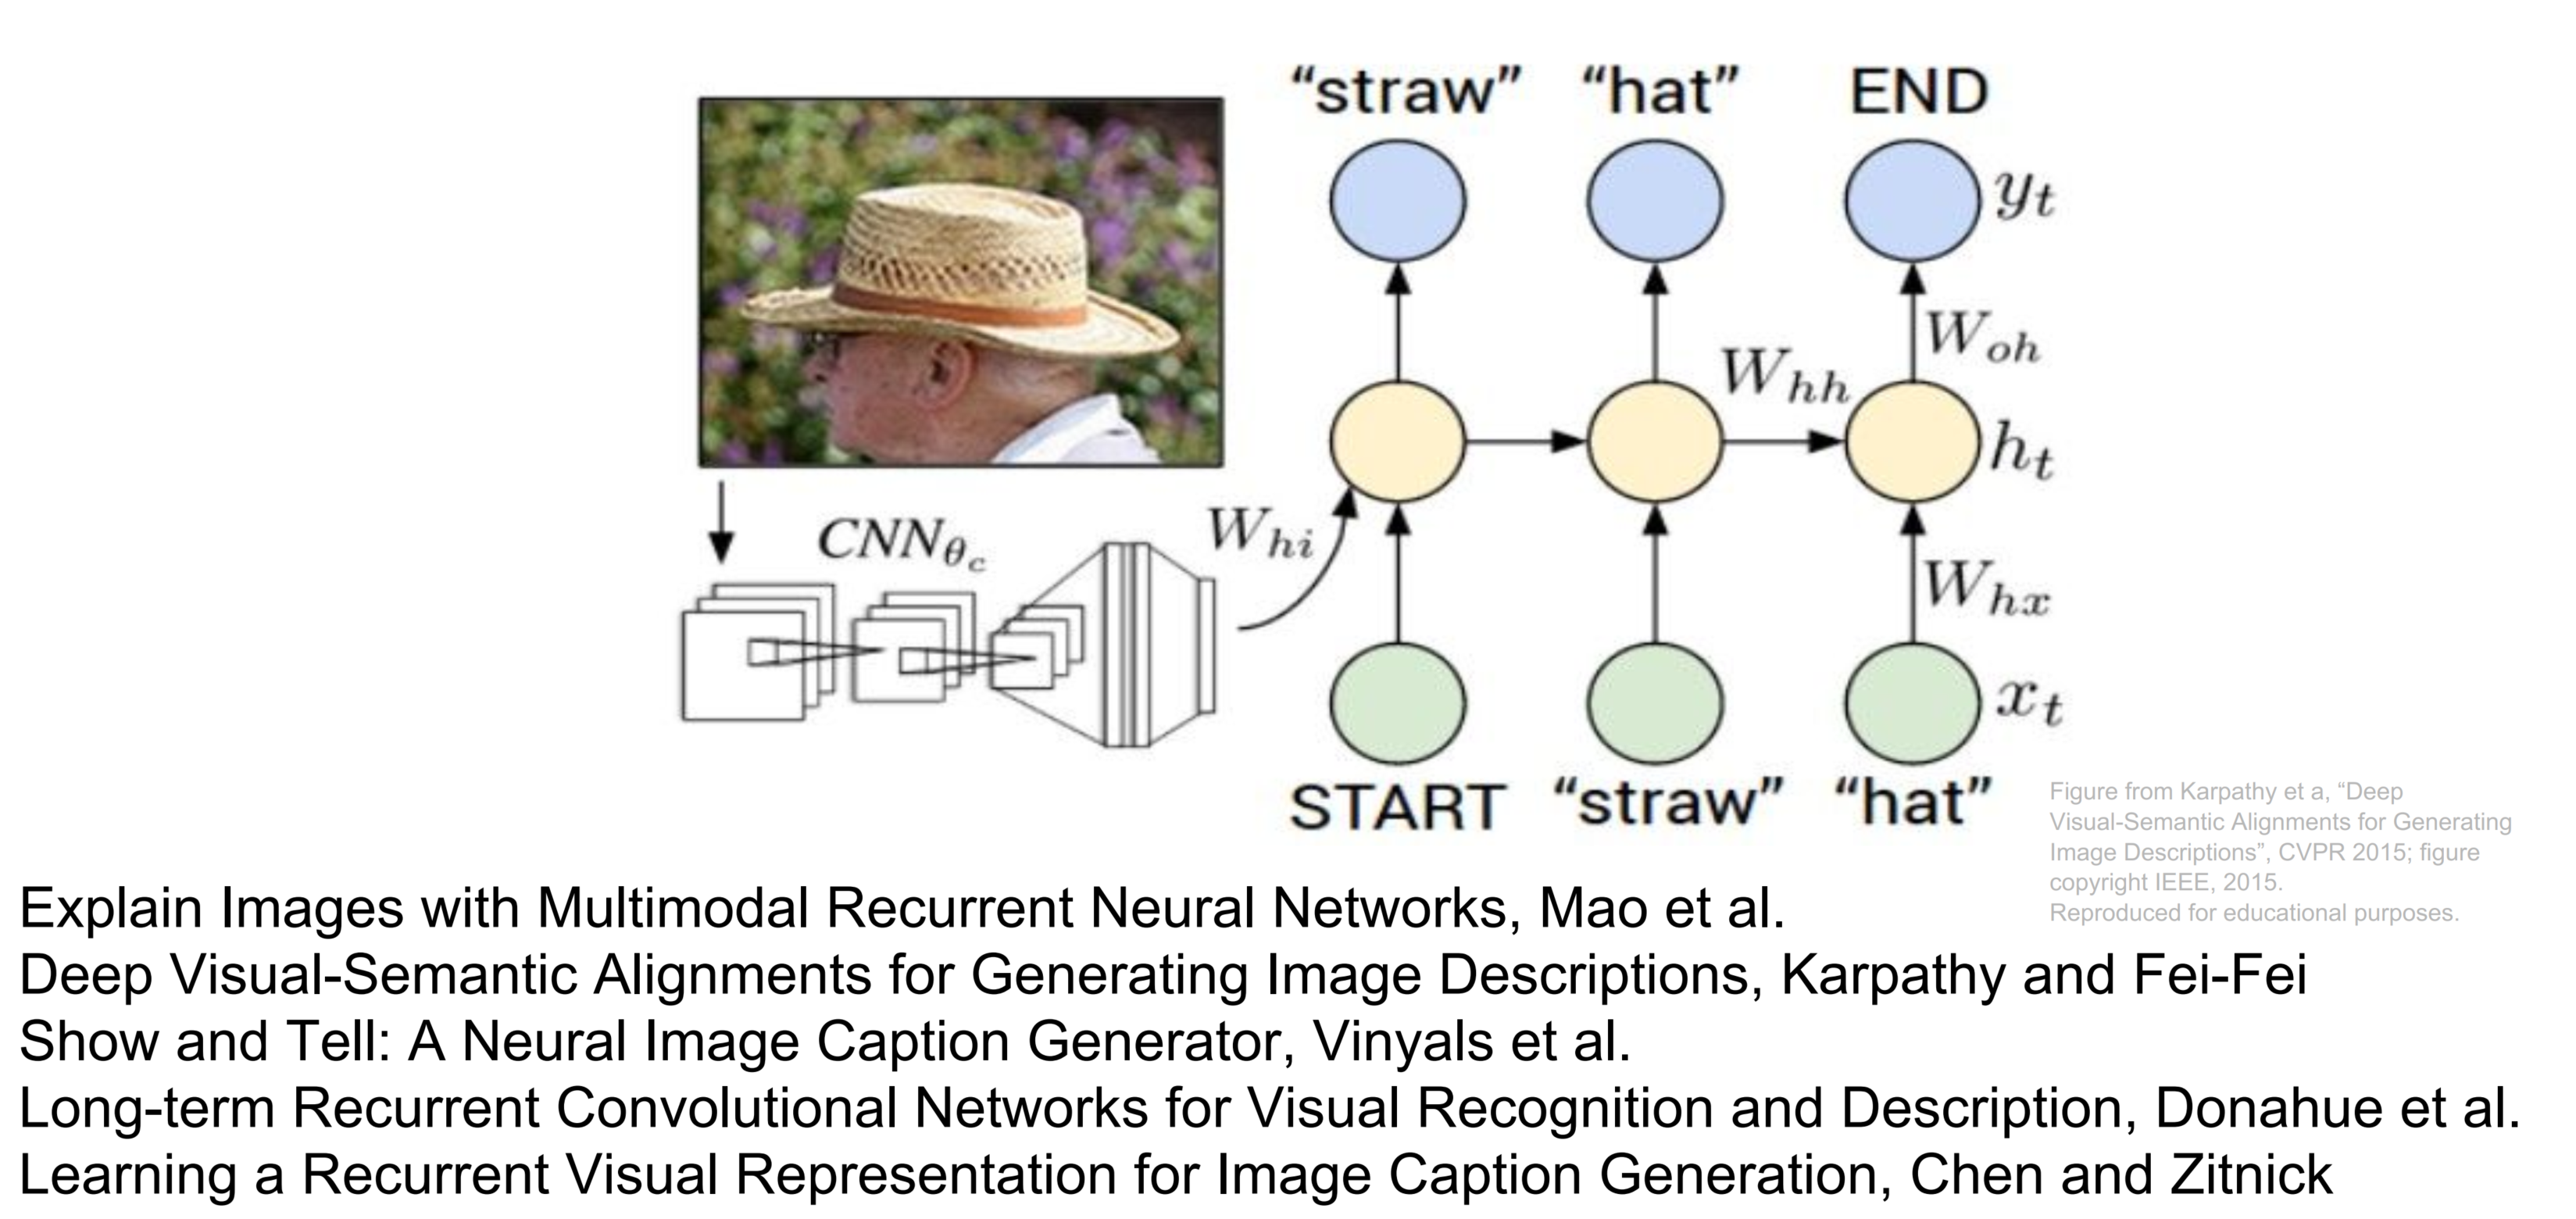 “straw” “hat” END
y_t
W_oh
W_hh
h_t
CNN_θ_c
W_hi
W_hx
x_t
START “straw” “hat”
Figure from Karpathy et a, “Deep
Visual-Semantic Alignments for Generating
Image Descriptions”, CVPR 2015; figure
copyright IEEE, 2015.
Reproduced for educational purposes.
Explain Images with Multimodal Recurrent Neural Networks, Mao et al.
Deep Visual-Semantic Alignments for Generating Image Descriptions, Karpathy and Fei-Fei
Show and Tell: A Neural Image Caption Generator, Vinyals et al.
Long-term Recurrent Convolutional Networks for Visual Recognition and Description, Donahue et al.
Learning a Recurrent Visual Representation for Image Caption Generation, Chen and Zitnick